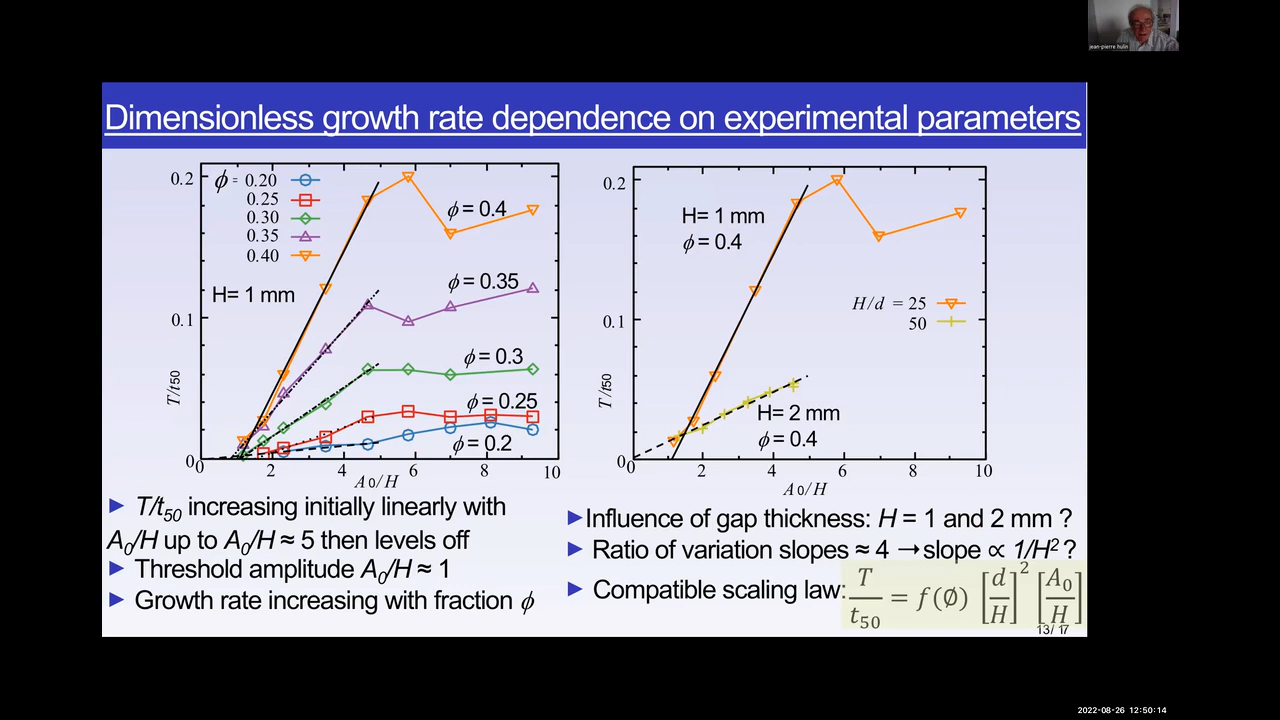 jean-pierre hulin
Dimensionless growth rate dependence on experimental parameters
0.2
ϕ = 0.20
0.25
0.30
0.35
0.40
ϕ = 0.4
H= 1 mm
ϕ = 0.35
0.1
ϕ = 0.3
T/t50
ϕ = 0.25
ϕ = 0.2
0
0 2 4 6 8 10
A0/H
0.2
H= 1 mm
ϕ = 0.4
H/d = 25
50
0.1
T/t50
H= 2 mm
ϕ = 0.4
0
0 2 4 6 8 10
A0/H
► T/t50 increasing initially linearly with
A0/H up to A0/H ≈ 5 then levels off
► Threshold amplitude A0/H ≈ 1
► Growth rate increasing with fraction ϕ
►Influence of gap thickness: H = 1 and 2 mm ?
► Ratio of variation slopes ≈ 4 → slope ∝ 1/H² ?
► Compatible scaling law: T/t50 = f(∅) [d/H]² [A0/H]
13/ 17
2022-08-26 12:50:14